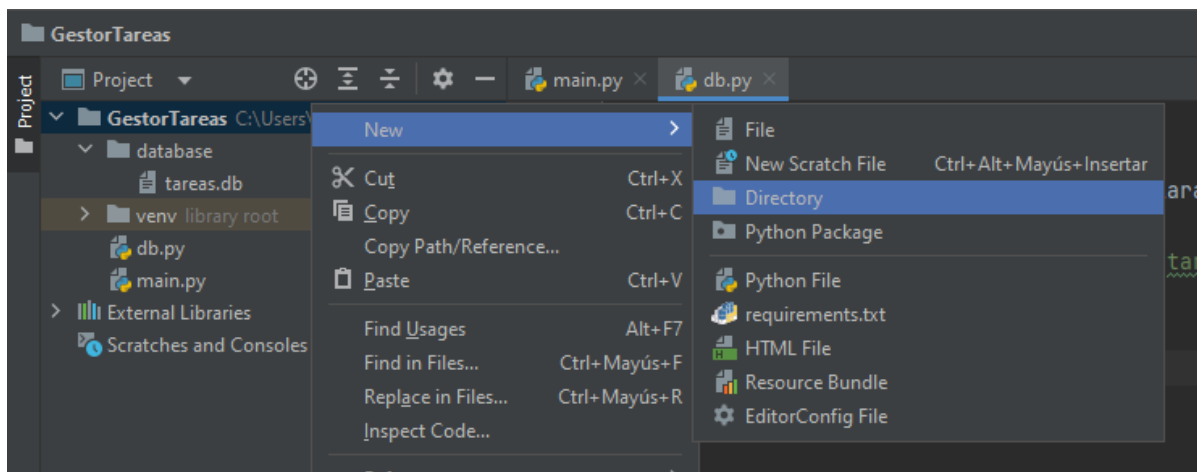 GestorTareas
Project
Project
main.py
db.py
GestorTareas C:\Users\
database
tareas.db
venv library root
db.py
main.py
External Libraries
Scratches and Consoles
New
Cut Ctrl+X
Copy Ctrl+C
Copy Path/Reference...
Paste Ctrl+V
Find Usages Alt+F7
Find in Files... Ctrl+Mayús+F
Replace in Files... Ctrl+Mayús+R
Inspect Code...
File
New Scratch File Ctrl+Alt+Mayús+Insertar
Directory
Python Package
Python File
requirements.txt
HTML File
Resource Bundle
EditorConfig File
ara
tar